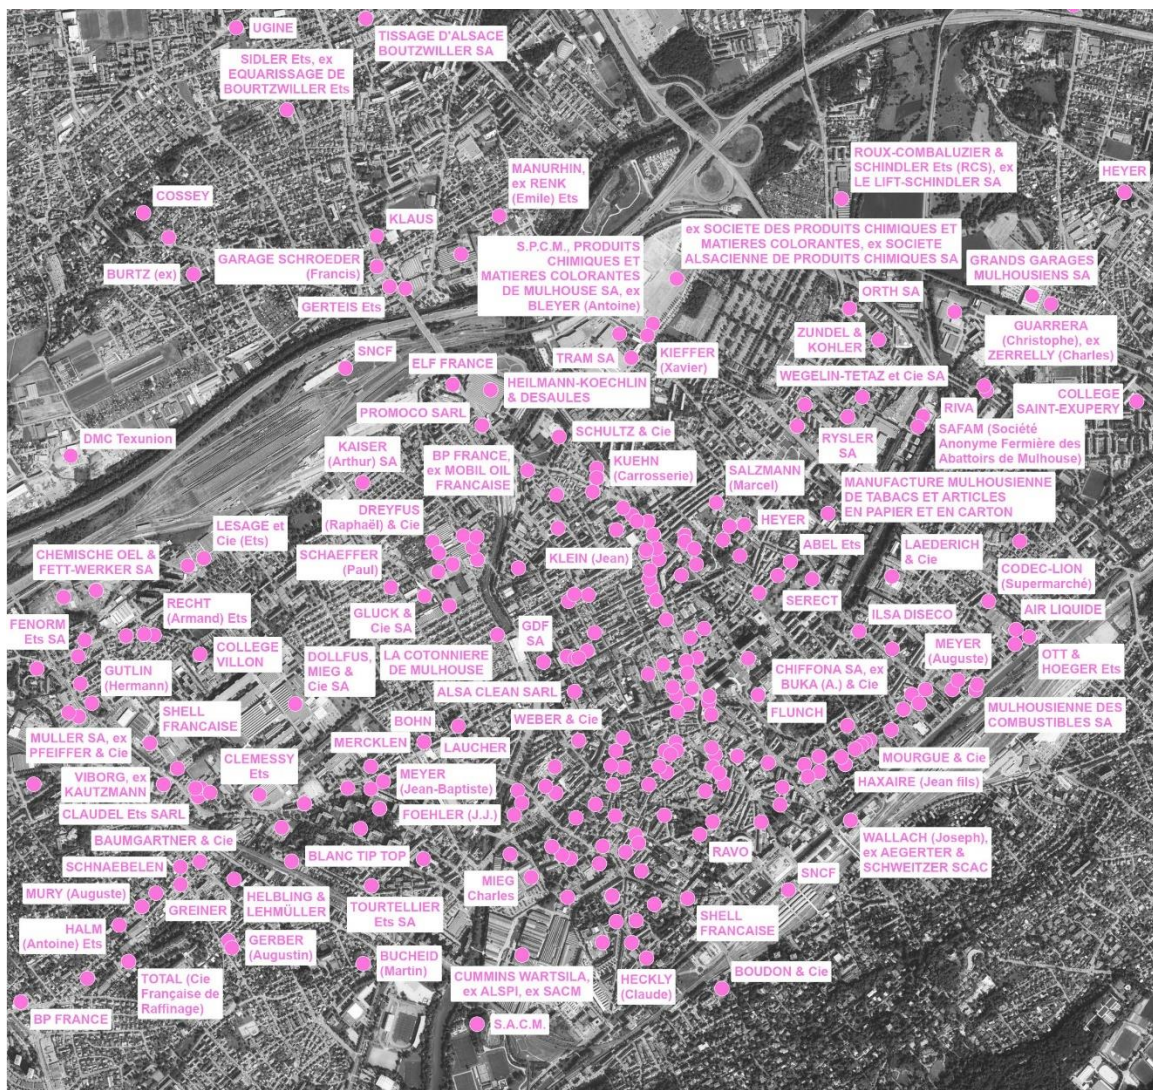 UGINE
TISSAGE D'ALSACE
BOUTZWILLER SA
SIDLER Ets, ex
EQUARISSAGE DE
BOURTZWILLER Ets
MANURHIN,
ex RENK
(Emile) Ets
ROUX-COMBALUZIER &
SCHINDLER Ets (RCS), ex
LE LIFT-SCHINDLER SA
HEYER
COSSEY
KLAUS
GARAGE SCHROEDER
(Francis)
BURTZ (ex)
GERTEIS Ets
S.P.C.M., PRODUITS
CHIMIQUES ET
MATIERES COLORANTES
DE MULHOUSE SA, ex
BLEYER (Antoine)
ex SOCIETE DES PRODUITS CHIMIQUES ET
MATIERES COLORANTES, ex SOCIETE
ALSACIENNE DE PRODUITS CHIMIQUES SA
GRANDS GARAGES
MULHOUSIENS SA
ORTH SA
GUARRERA
(Christophe), ex
ZERRELLY (Charles)
ZUNDEL &
KOHLER
TRAM SA
KIEFFER
(Xavier)
SNCF
ELF FRANCE
HEILMANN-KOECHLIN
& DESAULES
WEGELIN-TETAZ et Cie SA
COLLEGE
SAINT-EXUPERY
PROMOCO SARL
RIVA
SCHULTZ & Cie
RYSLER
SA
SAFAM (Société
Anonyme Fermière des
Abattoirs de Mulhouse)
DMC Texunion
KAISER
(Arthur) SA
BP FRANCE,
ex MOBIL OIL
FRANCAISE
KUEHN
(Carrosserie)
SALZMANN
(Marcel)
MANUFACTURE MULHOUSIENNE
DE TABACS ET ARTICLES
EN PAPIER ET EN CARTON
DREYFUS
(Raphaël) & Cie
LESAGE et
Cie (Ets)
HEYER
CHEMISCHE OEL &
FETT-WERKER SA
SCHAEFFER
(Paul)
KLEIN (Jean)
ABEL Ets
LAEDERICH
& Cie
CODEC-LION
(Supermarché)
RECHT
(Armand) Ets
GLUCK &
Cie SA
SERECT
ILSA DISECO
AIR LIQUIDE
FENORM
Ets SA
COLLEGE
VILLON
DOLLFUS,
MIEG &
Cie SA
LA COTONNIERE
DE MULHOUSE
GDF
SA
MEYER
(Auguste)
OTT &
HOEGER Ets
GUTLIN
(Hermann)
CHIFFONA SA, ex
BUKA (A.) & Cie
ALSA CLEAN SARL
FLUNCH
MULHOUSIENNE DES
COMBUSTIBLES SA
SHELL
FRANCAISE
BOHN
WEBER & Cie
MULLER SA, ex
PFEIFFER & Cie
MERCKLEN
LAUCHER
MOURGUE & Cie
CLEMESSY
Ets
VIBORG, ex
KAUTZMANN
MEYER
(Jean-Baptiste)
HAXAIRE (Jean fils)
CLAUDEL Ets SARL
FOEHLER (J.J.)
BAUMGARTNER & Cie
RAVO
WALLACH (Joseph),
ex AEGERTER &
SCHWEITZER SCAC
SCHNAEBELEN
BLANC TIP TOP
SNCF
MURY (Auguste)
GREINER
HELBLING &
LEHMÜLLER
TOURTELLIER
Ets SA
MIEG
Charles
SHELL
FRANCAISE
HALM
(Antoine) Ets
GERBER
(Augustin)
BUCHEID
(Martin)
TOTAL (Cie
Française de
Raffinage)
CUMMINS WARTSILA,
ex ALSPI, ex SACM
HECKLY
(Claude)
BOUDON & Cie
BP FRANCE
S.A.C.M.